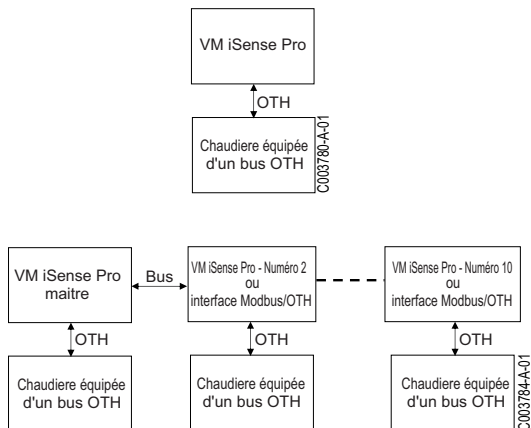 VM iSense Pro
OTH
Chaudiere équipée
d'un bus OTH
C003780-A-01
VM iSense Pro
maitre
Bus
VM iSense Pro - Numéro 2
ou
interface Modbus/OTH
VM iSense Pro - Numéro 10
ou
interface Modbus/OTH
OTH
OTH
OTH
Chaudiere équipée
d'un bus OTH
Chaudiere équipée
d'un bus OTH
Chaudiere équipée
d'un bus OTH
C003784-A-01